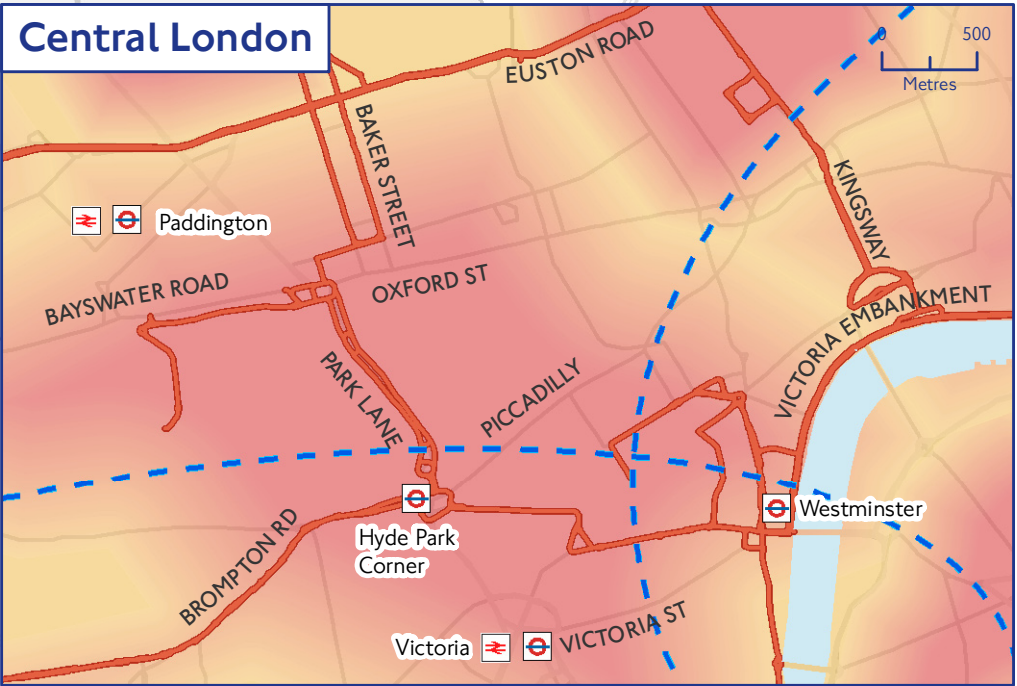 Central London
0 500
Metres
EUSTON ROAD
BAKER STREET
KINGSWAY
Paddington
BAYSWATER ROAD
OXFORD ST
VICTORIA EMBANKMENT
PARK LANE
PICCADILLY
Westminster
Hyde Park
Corner
BROMPTON RD
Victoria
VICTORIA ST